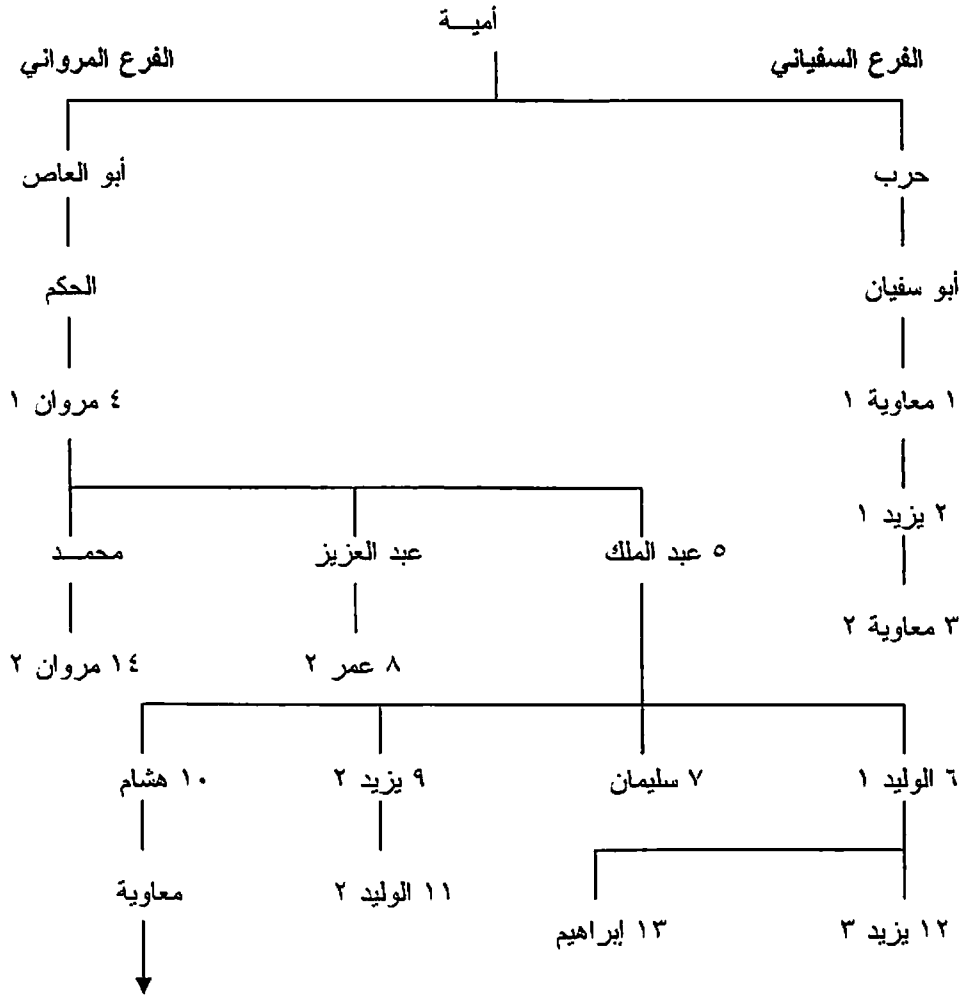 أميــة
الفرع السفياني
الفرع المرواني
حرب
أبو العاص
أبو سفيان
الحكم
١ معاوية ١
٤ مروان ١
٢ يزيد ١
٥ عبد الملك
عبد العزيز
محمــد
٣ معاوية ٢
٨ عمر ٢
١٤ مروان ٢
٦ الوليد ١
٧ سليمان
٩ يزيد ٢
١٠ هشام
١١ الوليد ٢
معاوية
١٢ يزيد ٣
١٣ إبراهيم